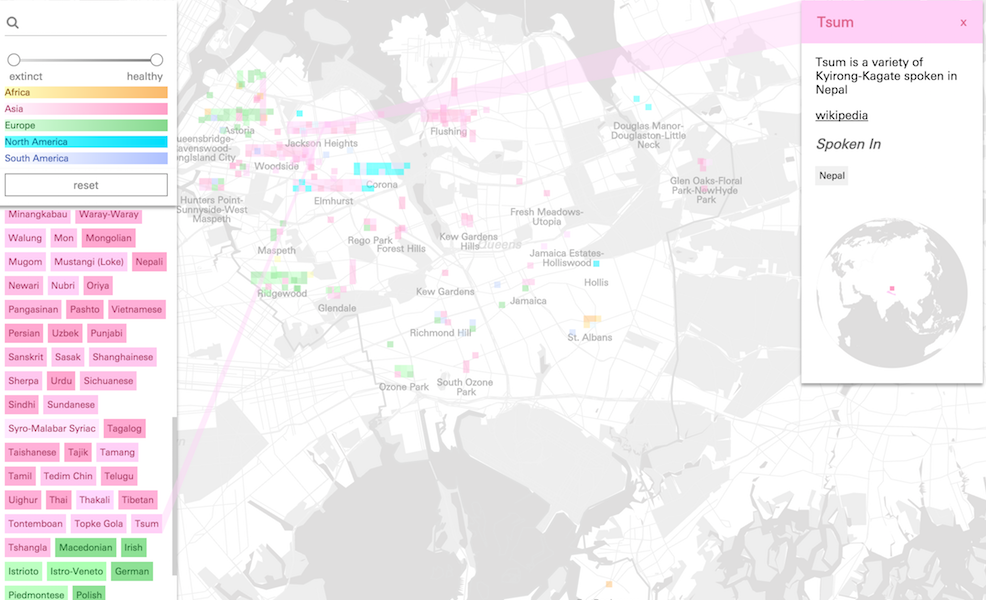 extinct healthy
Africa
Asia
Europe
North America
South America
reset
Minangkabau Waray-Waray
Walung Mon Mongolian
Mugom Mustangi (Loke) Nepali
Newari Nubri Oriya
Pangasinan Pashto Vietnamese
Persian Uzbek Punjabi
Sanskrit Sasak Shanghainese
Sherpa Urdu Sichuanese
Sindhi Sundanese
Syro-Malabar Syriac Tagalog
Taishanese Tajik Tamang
Tamil Tedim Chin Telugu
Uighur Thai Thakali Tibetan
Tontemboan Topke Gola Tsum
Tshangla Macedonian Irish
Istrioto Istro-Veneto German
Piedmontese Polish
Astoria
ueensbridge-
avenswood-
ongIsland City
Jackson Heights
Woodside
Flushing
Corona
Elmhurst
Hunters Point-
Sunnyside-West
Maspeth
Douglas Manor-
Douglaston-Little
Neck
Glen Oaks-Floral
Park-NewHyde
Park
Fresh Meadows-
Utopia
Maspeth
Rego Park
Forest Hills
Kew Gardens
Hills
Queens
Jamaica Estates-
Holliswood
Hollis
Ridgewood
Glendale
Kew Gardens
Jamaica
Richmond Hill
St. Albans
Ozone Park
South Ozone
Park
Tsum x
Tsum is a variety of
Kyirong-Kagate spoken in
Nepal
wikipedia
Spoken In
Nepal